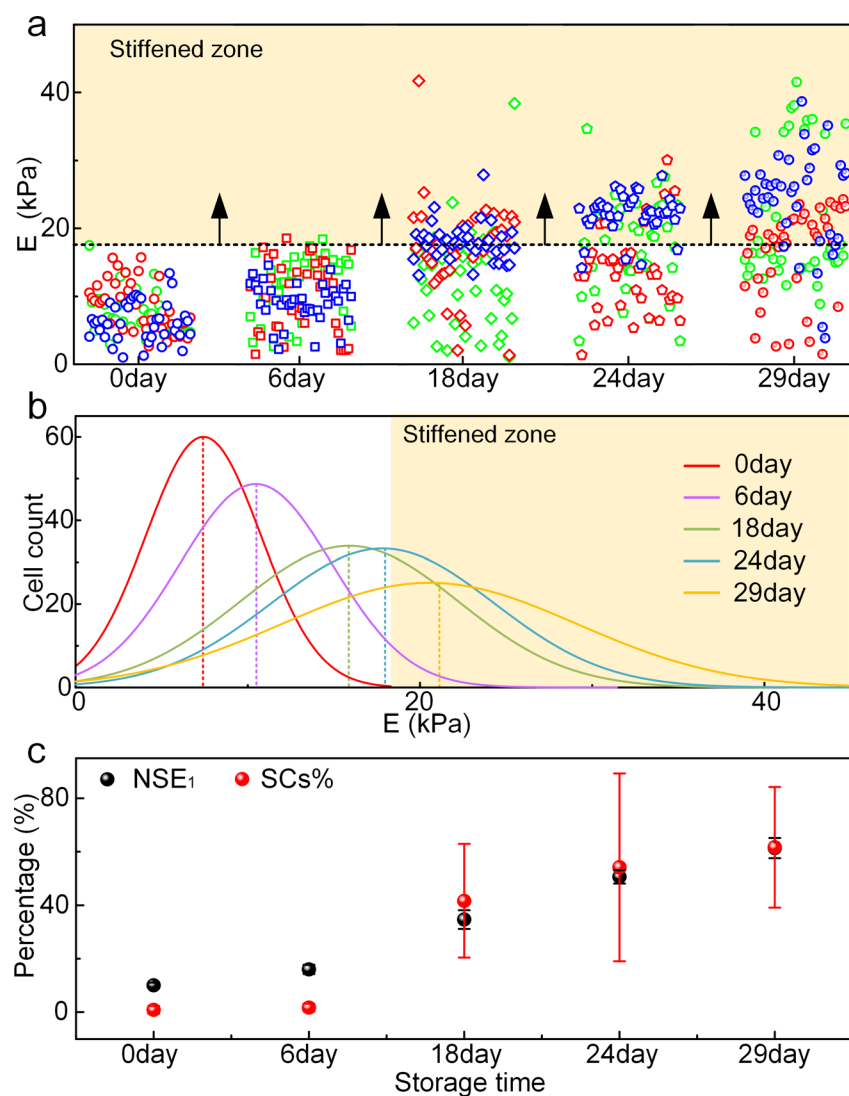 a
Stiffened zone
E (kPa)
40
20
0
0day 6day 18day 24day 29day
b
Stiffened zone
Cell count
60
40
20
0
0day
6day
18day
24day
29day
0 20 40
E (kPa)
c
NSE₁ SCs%
Percentage (%)
80
40
0
0day 6day 18day 24day 29day
Storage time